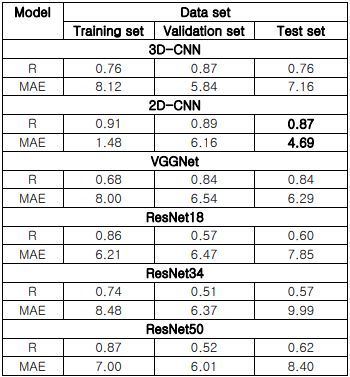 Model Data set
Training set Validation set Test set
3D-CNN
R 0.76 0.87 0.76
MAE 8.12 5.84 7.16
2D-CNN
R 0.91 0.89 0.87
MAE 1.48 6.16 4.69
VGGNet
R 0.68 0.84 0.84
MAE 8.00 6.54 6.29
ResNet18
R 0.86 0.57 0.60
MAE 6.21 6.47 7.85
ResNet34
R 0.74 0.51 0.57
MAE 8.48 6.37 9.99
ResNet50
R 0.87 0.52 0.62
MAE 7.00 6.01 8.40